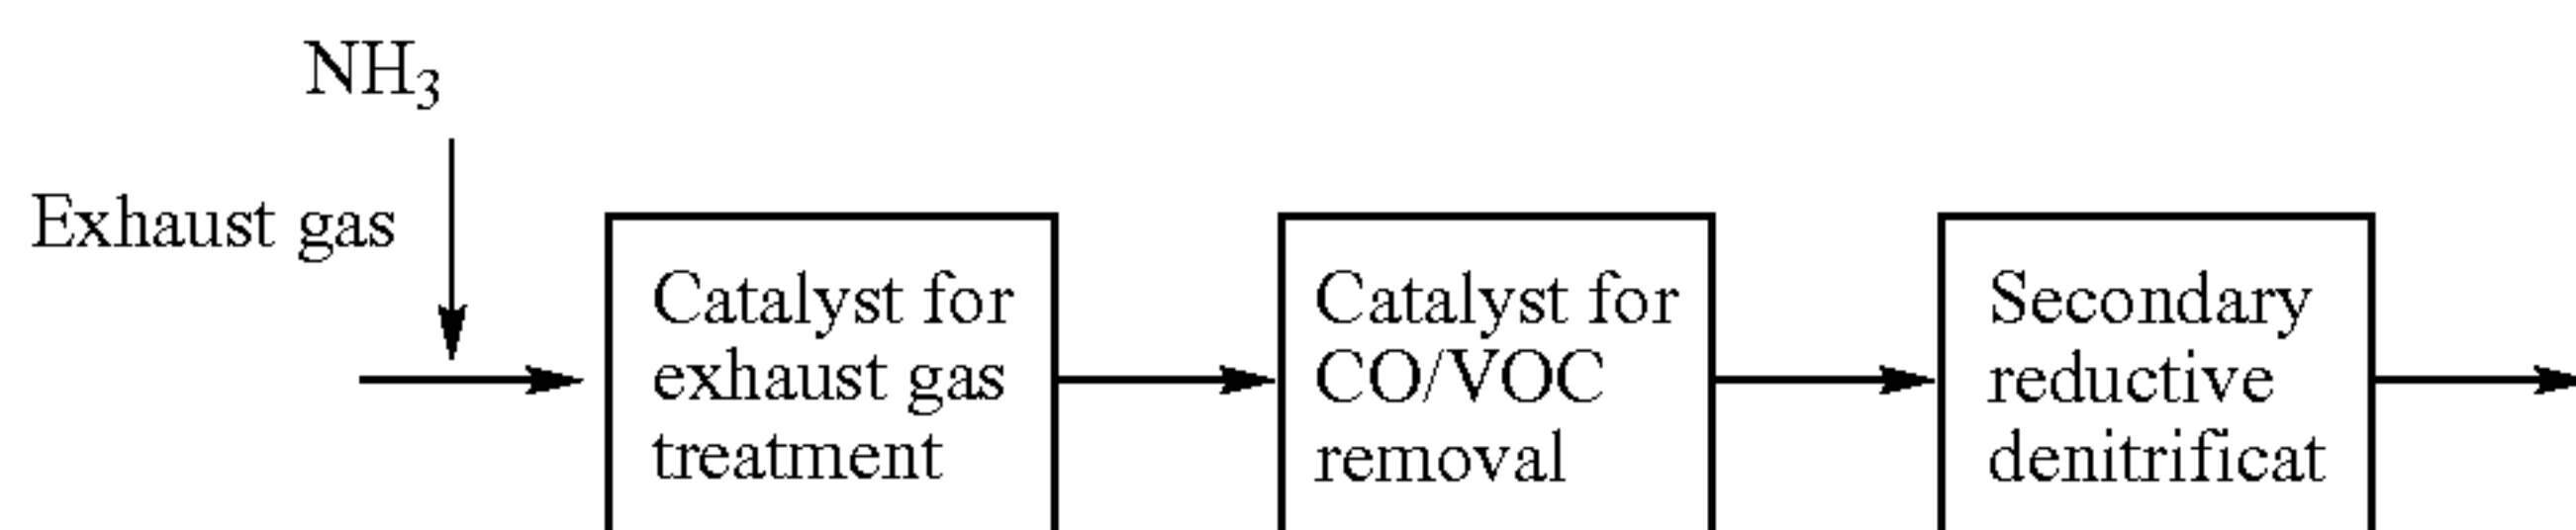 NH₃
Exhaust gas
Catalyst for
exhaust gas
treatment
Catalyst for
CO/VOC
removal
Secondary
reductive
denitrificat